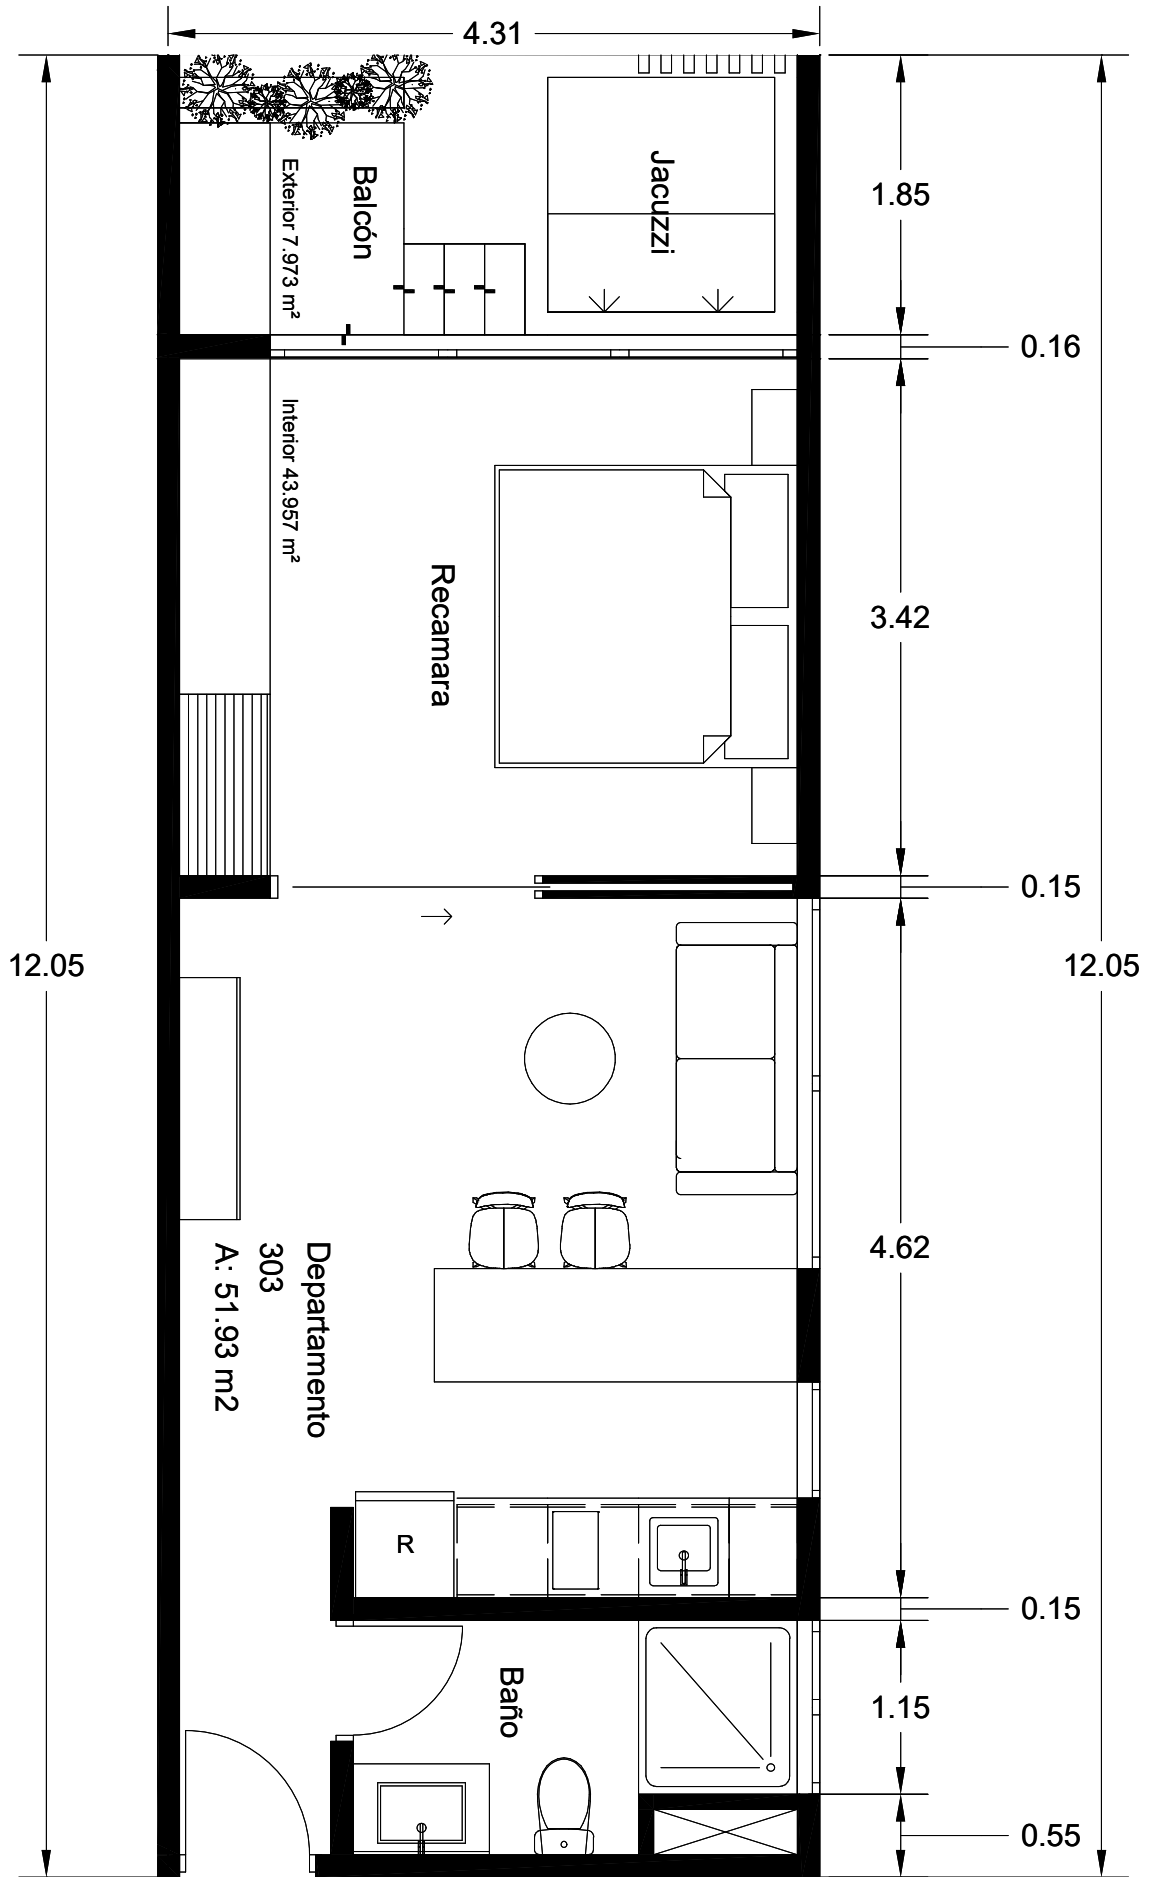 4.31
Jacuzzi
Balcón
Exterior 7.973 m²
1.85
0.16
Interior 43.957 m²
Recamara
3.42
0.15
12.05
12.05
Departamento
303
A: 51.93 m2
4.62
R
0.15
Baño
1.15
0.55